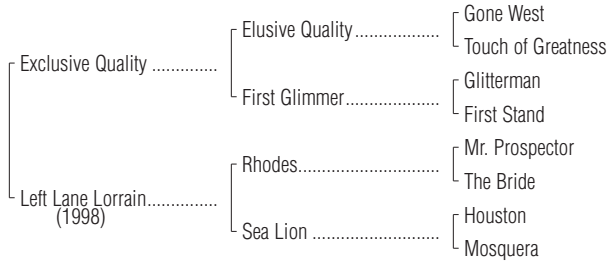 Gone West
Elusive Quality...................
Touch of Greatness
Exclusive Quality ..............
Glitterman
First Glimmer.....................
First Stand
Mr. Prospector
Rhodes..............................
The Bride
Left Lane Lorrain...............
(1998)
Houston
Sea Lion ...........................
Mosquera